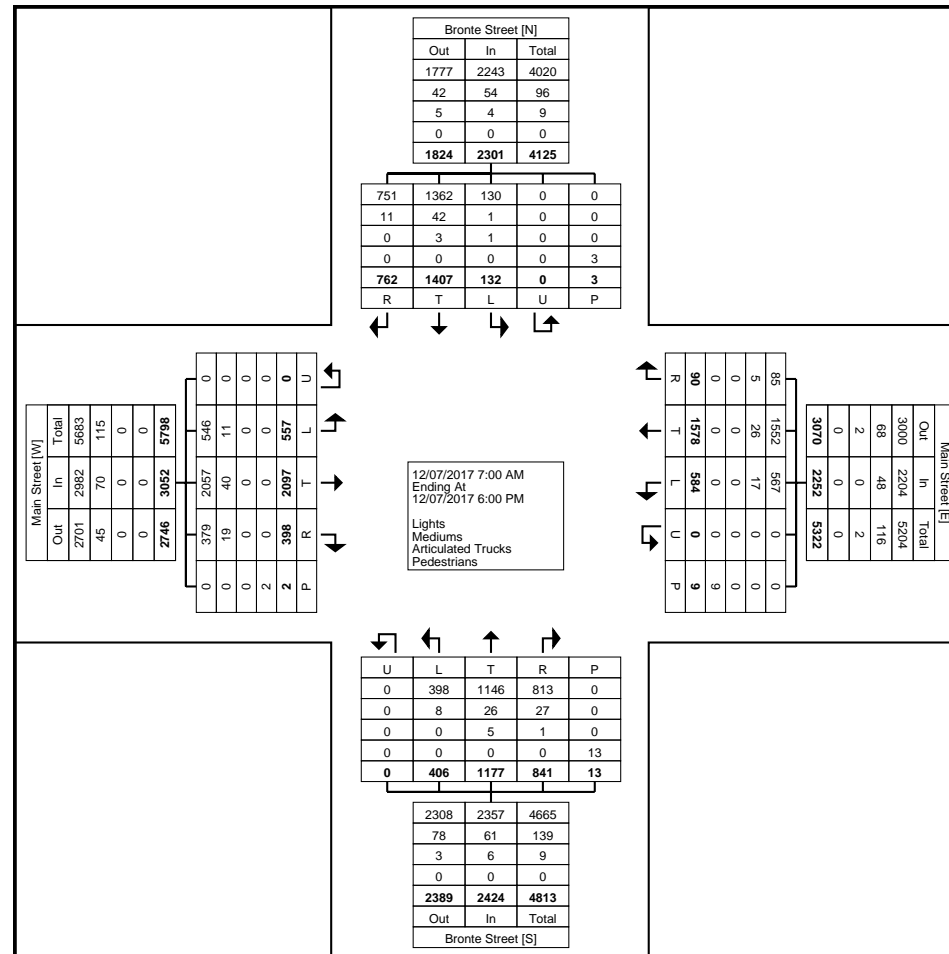 Bronte Street [N]
Out In Total
1777 2243 4020
42 54 96
5 4 9
0 0 0
1824 2301 4125
751 1362 130 0 0
11 42 1 0 0
0 3 1 0 0
0 0 0 0 3
762 1407 132 0 3
R T L U P
Main Street [W]
Out In Total
2701 2982 5683
45 70 115
0 0 0
0 0 0
2746 3052 5798
0 379 2057 546 0
0 19 40 11 0
0 0 0 0 0
2 0 0 0 0
2 398 2097 557 0
P R T L U
12/07/2017 7:00 AM
Ending At
12/07/2017 6:00 PM
Lights
Mediums
Articulated Trucks
Pedestrians
Main Street [E]
Out In Total
3000 2204 5204
68 48 116
2 0 2
0 0 0
3070 2252 5322
85 1552 567 0 0
5 26 17 0 0
0 0 0 0 0
0 0 0 0 9
90 1578 584 0 9
R T L U P
U L T R P
0 398 1146 813 0
0 8 26 27 0
0 0 5 1 0
0 0 0 0 13
0 406 1177 841 13
2308 2357 4665
78 61 139
3 6 9
0 0 0
2389 2424 4813
Out In Total
Bronte Street [S]